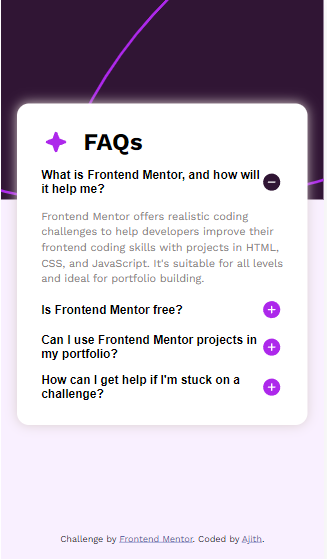 FAQs
What is Frontend Mentor, and how will
it help me?
Frontend Mentor offers realistic coding
challenges to help developers improve their
frontend coding skills with projects in HTML,
CSS, and JavaScript. It's suitable for all levels
and ideal for portfolio building.
Is Frontend Mentor free?
Can I use Frontend Mentor projects in
my portfolio?
How can I get help if I'm stuck on a
challenge?
Challenge by Frontend Mentor. Coded by Ajith.